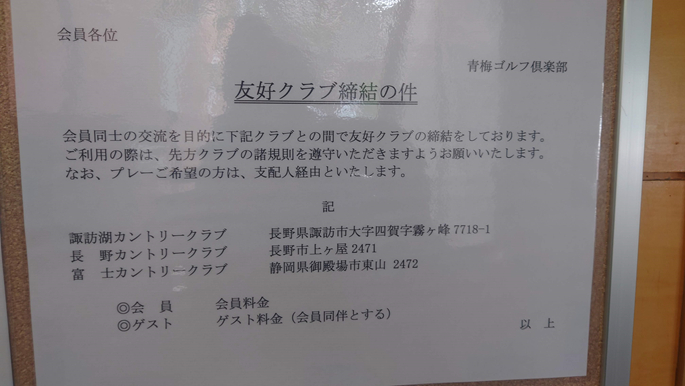 会員各位
青梅ゴルフ倶楽部
友好クラブ締結の件
会員同士の交流を目的に下記クラブとの間で友好クラブの締結をしております。
ご利用の際は、先方クラブの諸規則を遵守いただきますようお願いいたします。
なお、プレーご希望の方は、支配人経由といたします。
記
諏訪湖カントリークラブ 長野県諏訪市大字四賀字霧ヶ峰7718-1
長 野カントリークラブ 長野市上ヶ屋2471
富 士カントリークラブ 静岡県御殿場市東山 2472
◎会 員 会員料金
◎ゲスト ゲスト料金（会員同伴とする）
以 上